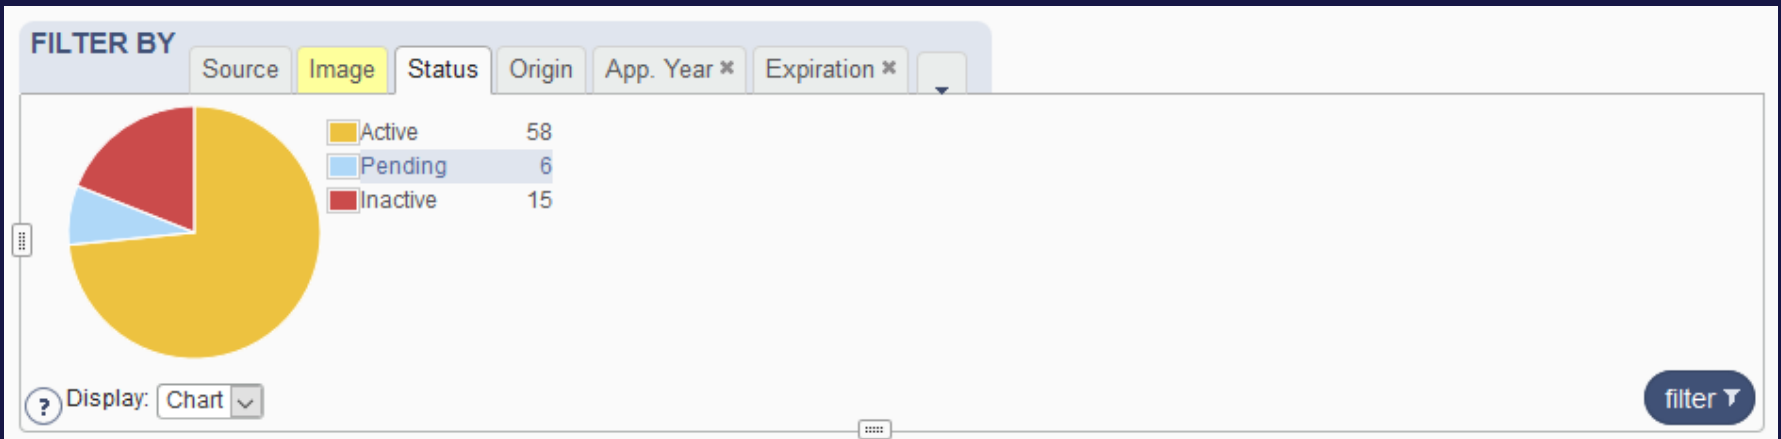 FILTER BY
Source Image Status Origin App. Year ✖ Expiration ✖
Active 58
Pending 6
Inactive 15
? Display: Chart
filter